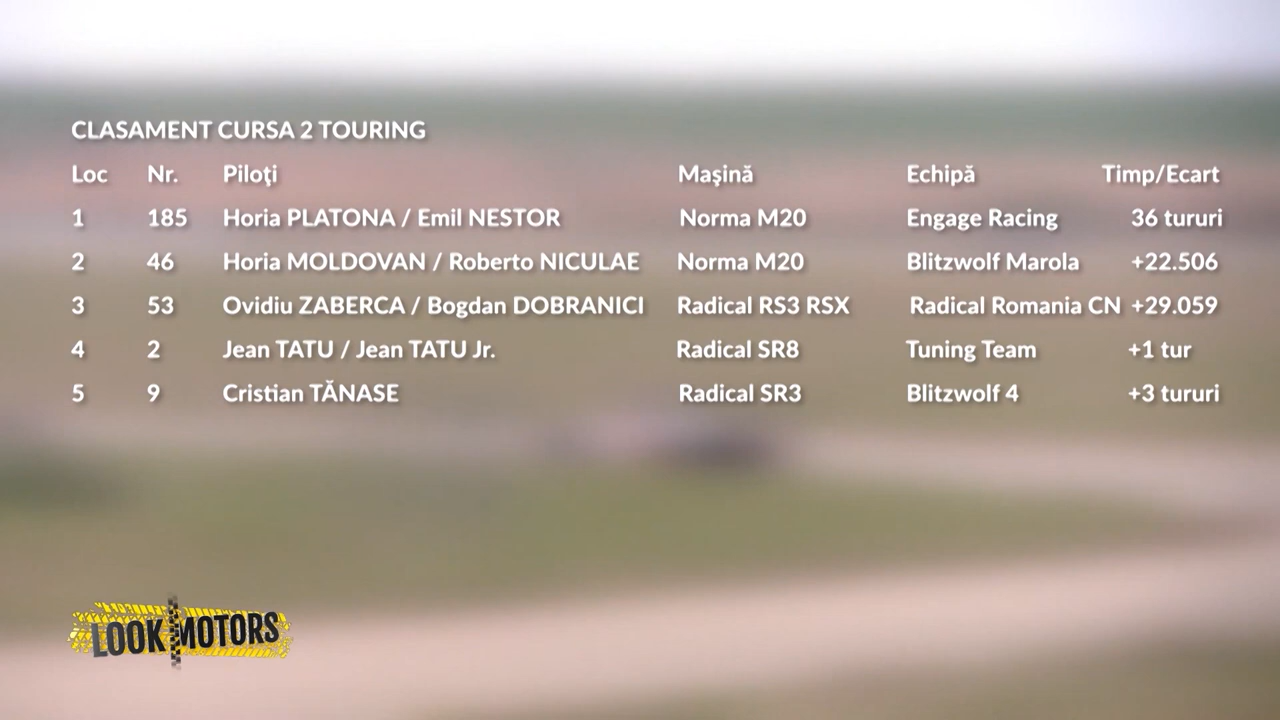 CLASAMENT CURSA 2 TOURING
Loc Nr. Piloţi Maşină Echipă Timp/Ecart
1 185 Horia PLATONA / Emil NESTOR Norma M20 Engage Racing 36 tururi
2 46 Horia MOLDOVAN / Roberto NICULAE Norma M20 Blitzwolf Marola +22.506
3 53 Ovidiu ZABERCA / Bogdan DOBRANICI Radical RS3 RSX Radical Romania CN +29.059
4 2 Jean TATU / Jean TATU Jr. Radical SR8 Tuning Team +1 tur
5 9 Cristian TĂNASE Radical SR3 Blitzwolf 4 +3 tururi
LOOK MOTORS